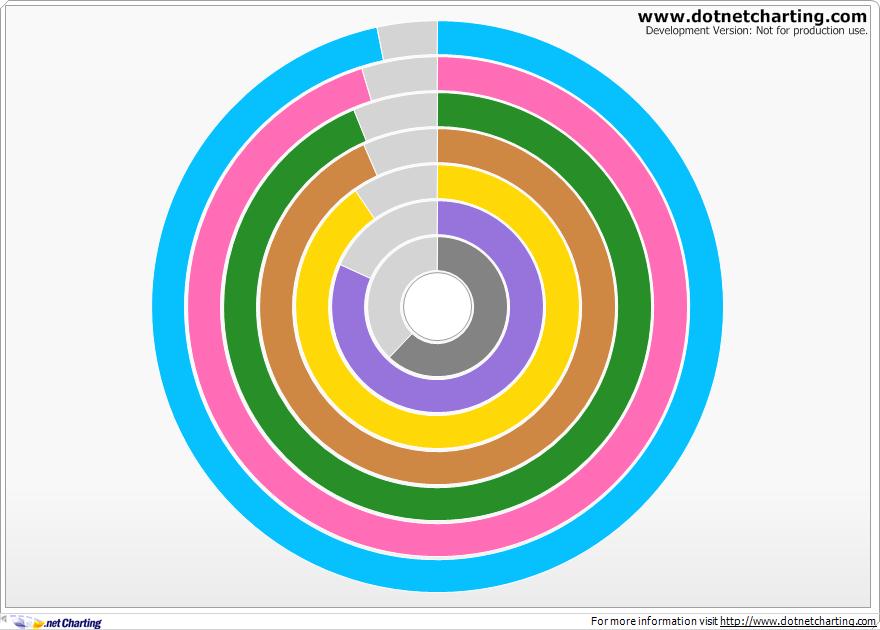 www.dotnetcharting.com
Development Version: Not for production use.
.net Charting
For more information visit http://www.dotnetcharting.com